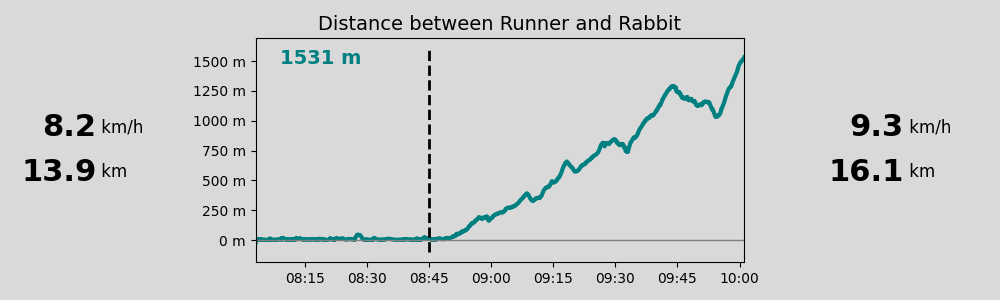 Distance between Runner and Rabbit
1531 m
8.2 km/h
13.9 km
1500 m
1250 m
1000 m
750 m
500 m
250 m
0 m
08:15 08:30 08:45 09:00 09:15 09:30 09:45 10:00
9.3 km/h
16.1 km